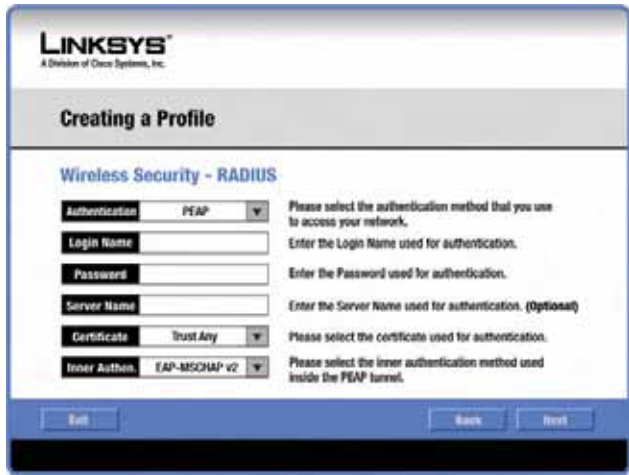 LINKSYS®
A Division of Cisco Systems, Inc.
Creating a Profile
Wireless Security - RADIUS
Authentication PEAP Please select the authentication method that you use
to access your network.
Login Name Enter the Login Name used for authentication.
Password Enter the Password used for authentication.
Server Name Enter the Server Name used for authentication. (Optional)
Certificate Trust Any Please select the certificate used for authentication.
Inner Authen. EAP-MSCHAP v2 Please select the inner authentication method used
inside the PEAP tunnel.
Exit Back Next